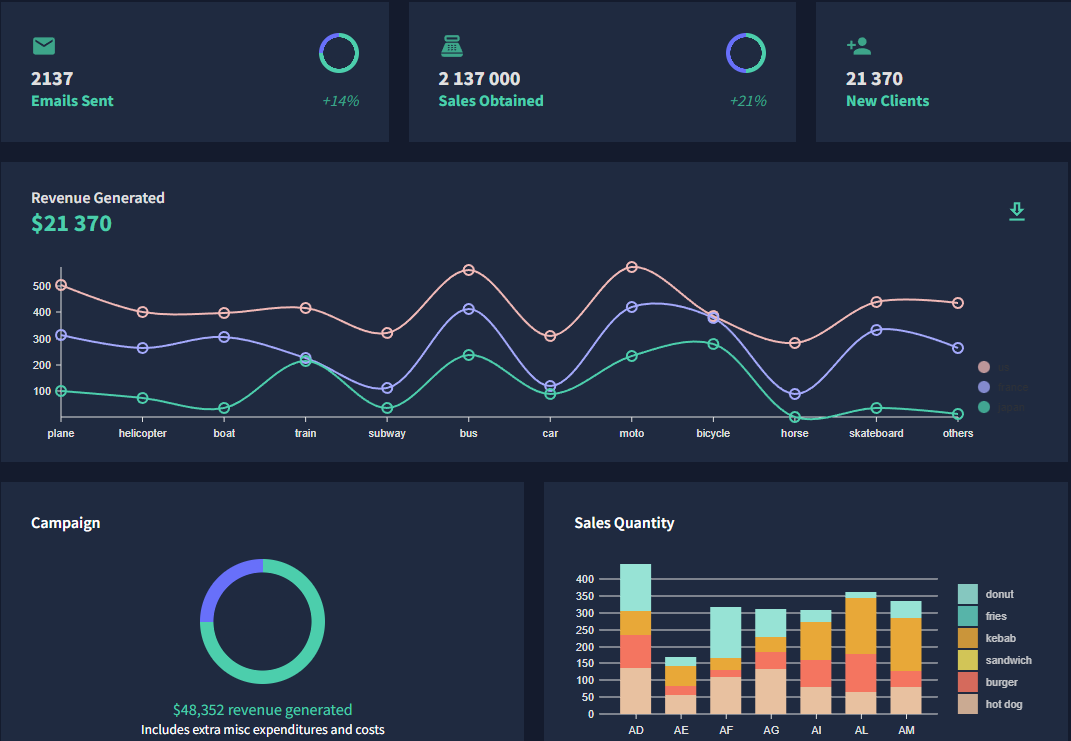 2137
Emails Sent
+14%
2 137 000
Sales Obtained
+21%
21 370
New Clients
Revenue Generated
$21 370
500
400
300
200
100
plane helicopter boat train subway bus car moto bicycle horse skateboard others
Campaign
$48,352 revenue generated
Includes extra misc expenditures and costs
Sales Quantity
400
350
300
250
200
150
100
50
0
AD AE AF AG AI AL AM
donut
fries
kebab
sandwich
burger
hot dog